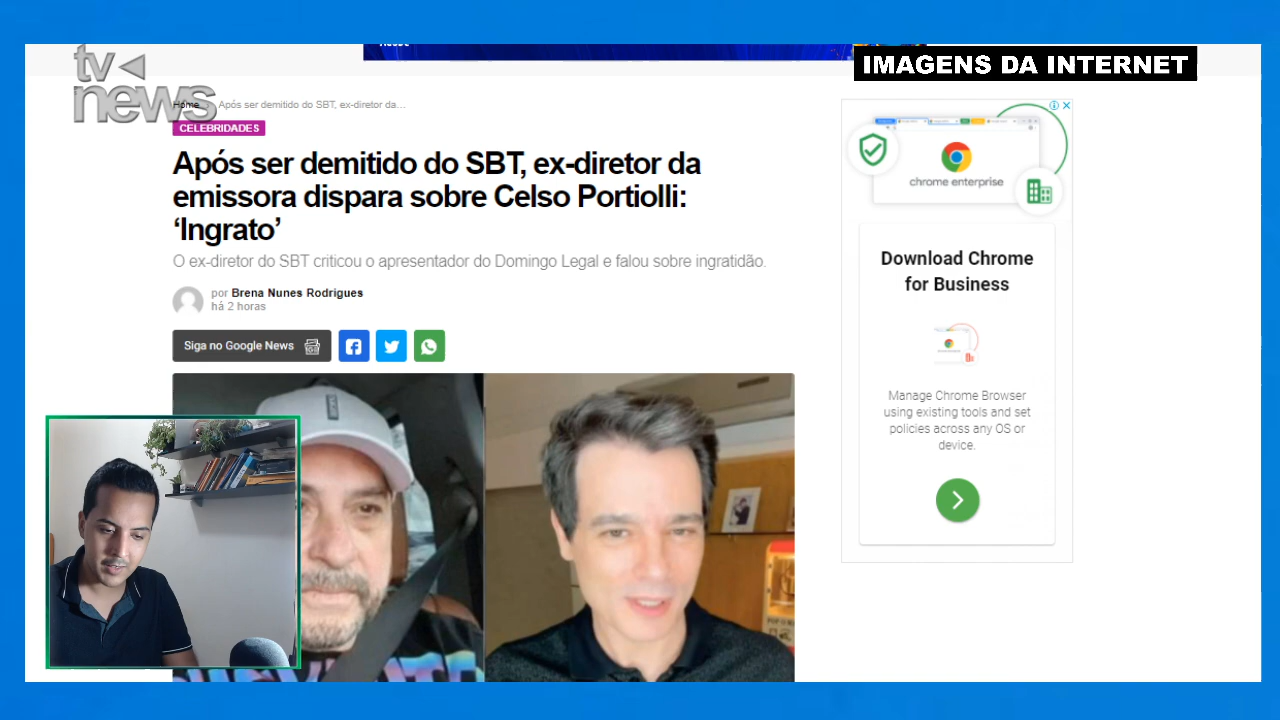 tv
news
IMAGENS DA INTERNET
Home › Após ser demitido do SBT, ex-diretor da...
CELEBRIDADES
Após ser demitido do SBT, ex-diretor da
emissora dispara sobre Celso Portiolli:
‘Ingrato’
O ex-diretor do SBT criticou o apresentador do Domingo Legal e falou sobre ingratidão.
por Brena Nunes Rodrigues
há 2 horas
Siga no Google News
chrome enterprise
Download Chrome
for Business
Manage Chrome Browser
using existing tools and set
policies across any OS or
device.